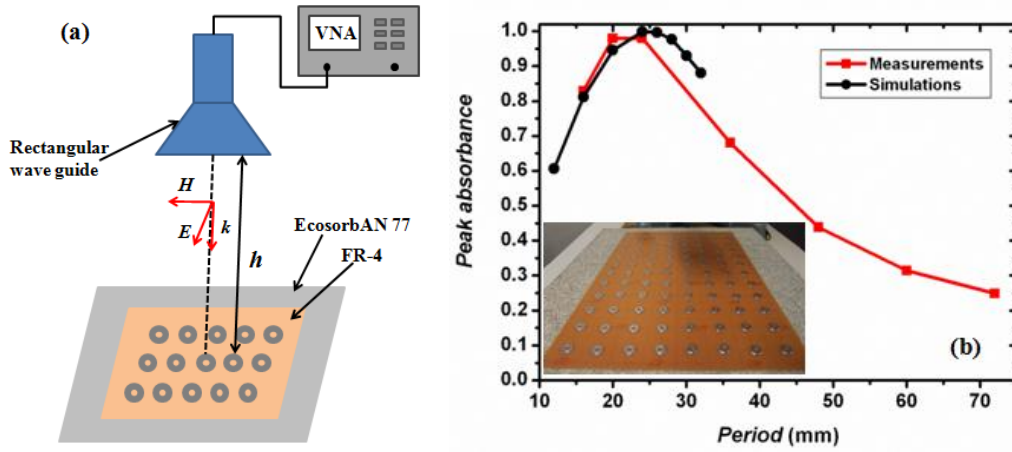 (a)
VNA
Rectangular
wave guide
H
E
k
h
EcosorbAN 77
FR-4
Peak absorbance
1.0
0.9
0.8
0.7
0.6
0.5
0.4
0.3
0.2
0.1
0.0
Measurements
Simulations
(b)
10 20 30 40 50 60 70
Period (mm)